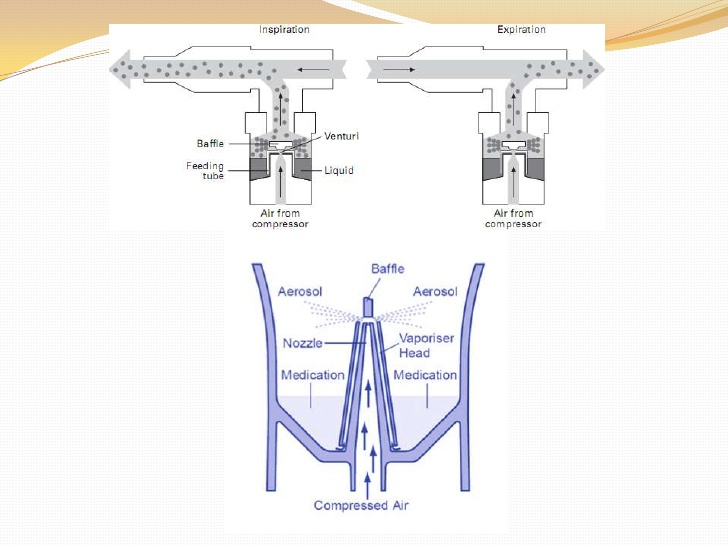 Inspiration
Expiration
Baffle
Venturi
Feeding
tube
Liquid
Air from
compressor
Air from
compressor
Baffle
Aerosol
Aerosol
Nozzle
Vaporiser
Head
Medication
Medication
Compressed Air